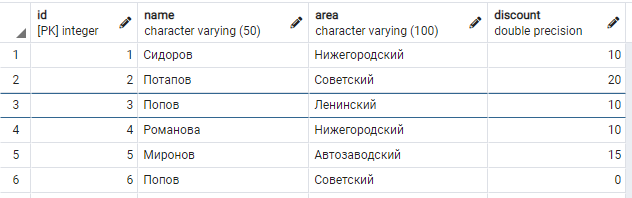 id name area discount
[PK] integer character varying (50) character varying (100) double precision
1 1 Сидоров Нижегородский 10
2 2 Потапов Советский 20
3 3 Попов Ленинский 10
4 4 Романова Нижегородский 10
5 5 Миронов Автозаводский 15
6 6 Попов Советский 0